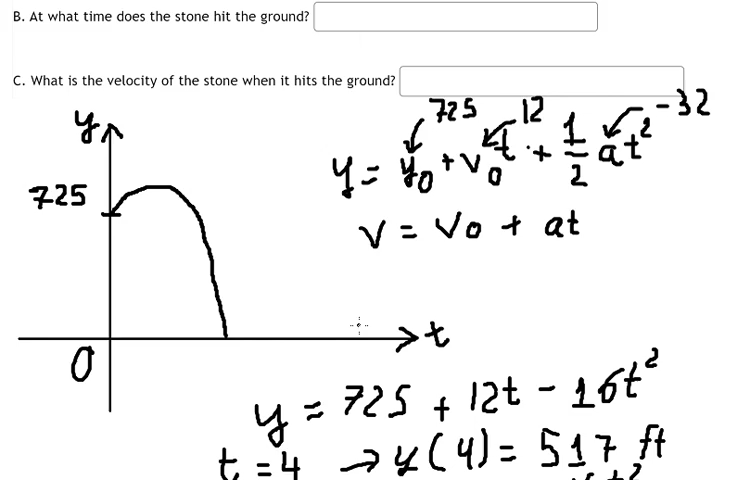 B. At what time does the stone hit the ground?
C. What is the velocity of the stone when it hits the ground?
725 12 -32
y
y = y₀ + v₀t + 1/2 at²
725
v = v₀ + at
t
0
y = 725 + 12t - 16t²
t = 4 → y(4) = 517 ft